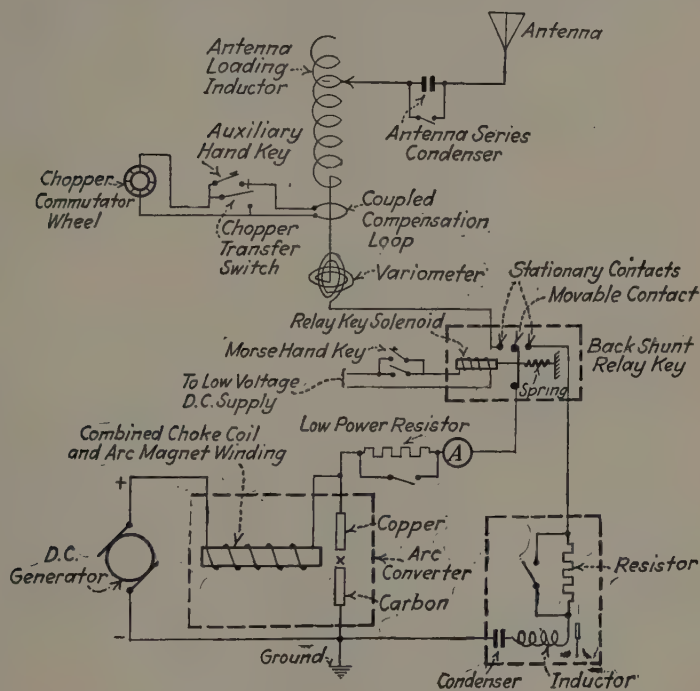 Antenna
Antenna
Loading
Inductor
Antenna Series
Condenser
Auxiliary
Hand Key
Chopper
Commutator
Wheel
Chopper
Transfer
Switch
Coupled
Compensation
Loop
Variometer
Stationary Contacts
Movable Contact
Relay Key Solenoid
Back Shunt
Relay Key
Morse Hand Key
Spring
To Low Voltage
D.C. Supply
Low Power Resistor
Combined Choke Coil
and Arc Magnet Winding
A
+
Copper
D.C.
Generator
Arc
Converter
x
Carbon
Resistor
−
Ground
Condenser
Inductor